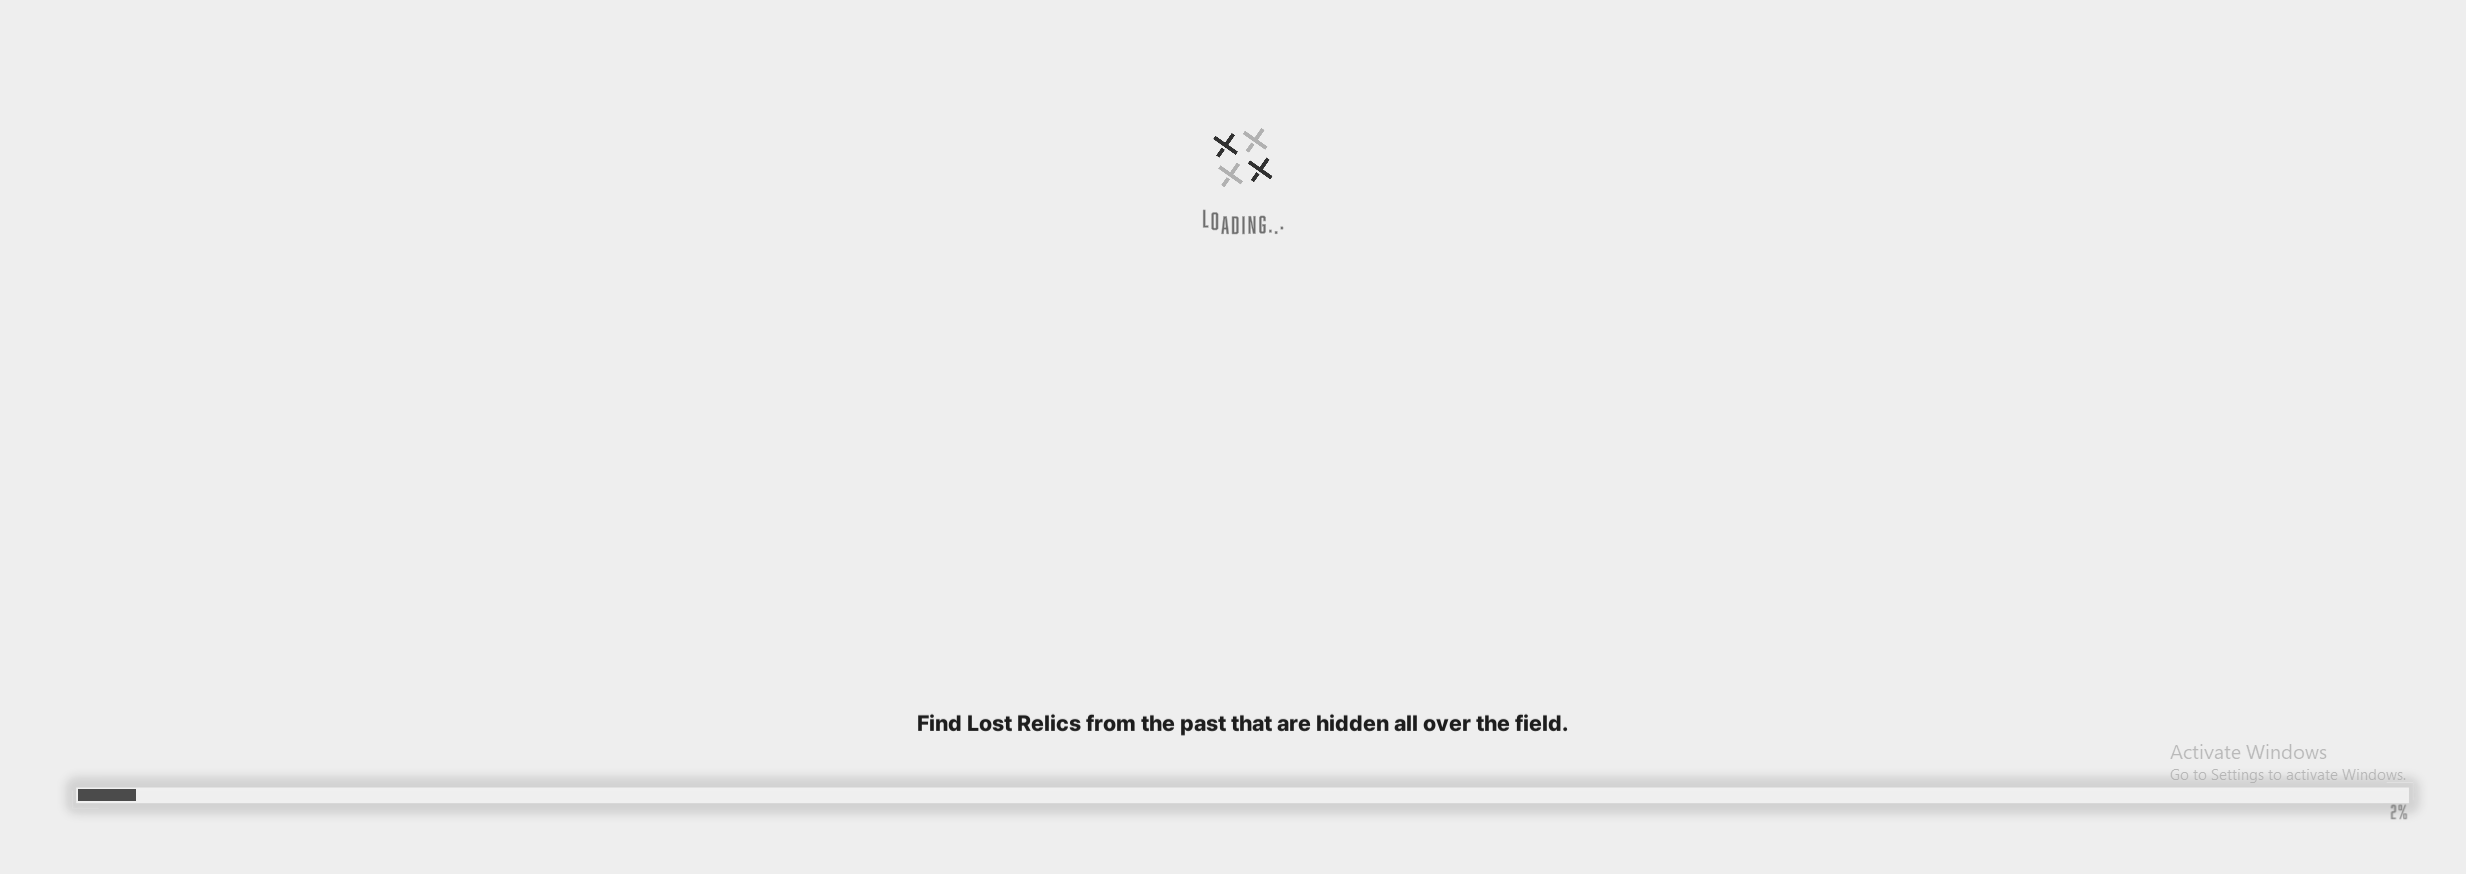 LOADING...
Find Lost Relics from the past that are hidden all over the field.
Activate Windows
Go to Settings to activate Windows.
2%